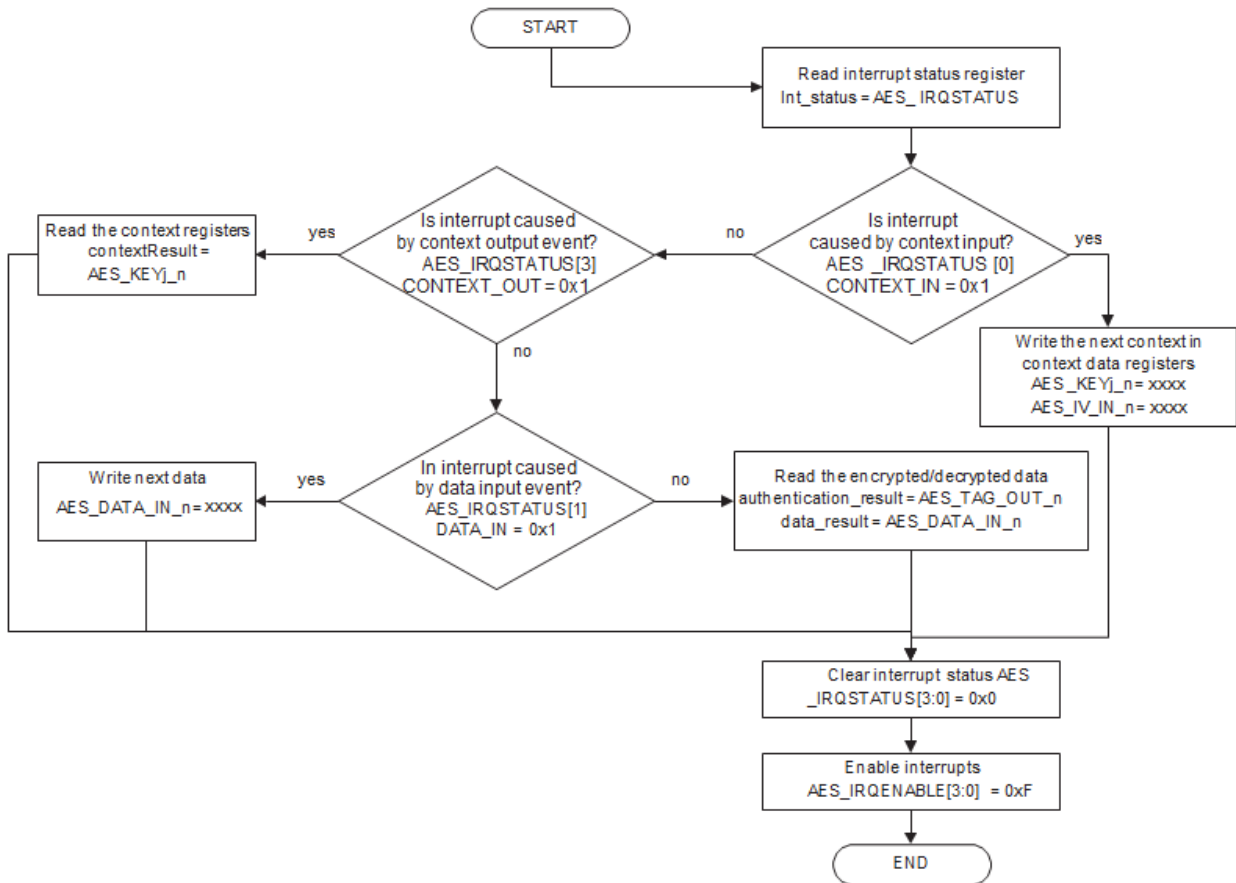 START
Read interrupt status register
Int_status = AES_ IRQSTATUS
Is interrupt
caused by context input?
AES _IRQSTATUS [0]
CONTEXT_IN = 0x1
no
yes
Is interrupt caused
by context output event?
AES_IRQSTATUS[3]
CONTEXT_OUT = 0x1
yes
no
Read the context registers
contextResult =
AES_KEYj_n
Write the next context in
context data registers
AES_KEYj_n= xxxx
AES_IV_IN_n= xxxx
In interrupt caused
by data input event?
AES_IRQSTATUS[1]
DATA_IN = 0x1
yes
no
Write next data
AES_DATA_IN_n= xxxx
Read the encrypted/decrypted data
authentication_result = AES_TAG_OUT_n
data_result = AES_DATA_IN_n
Clear interrupt status AES
_IRQSTATUS[3:0] = 0x0
Enable interrupts
AES_IRQENABLE[3:0] = 0xF
END